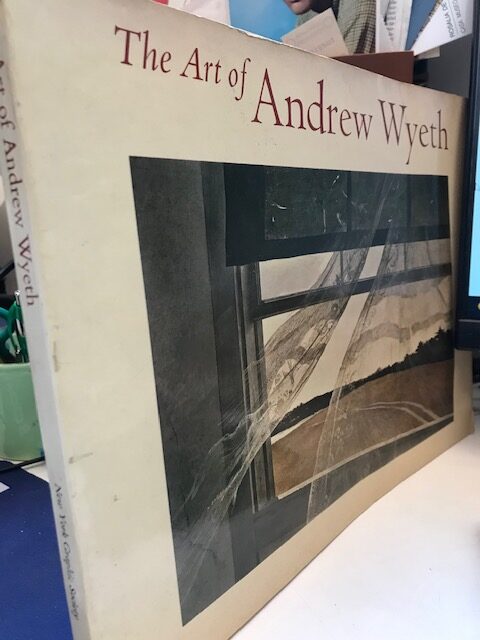 The Art of
Andrew Wyeth
Art of Andrew Wyeth
New York Graphic Society